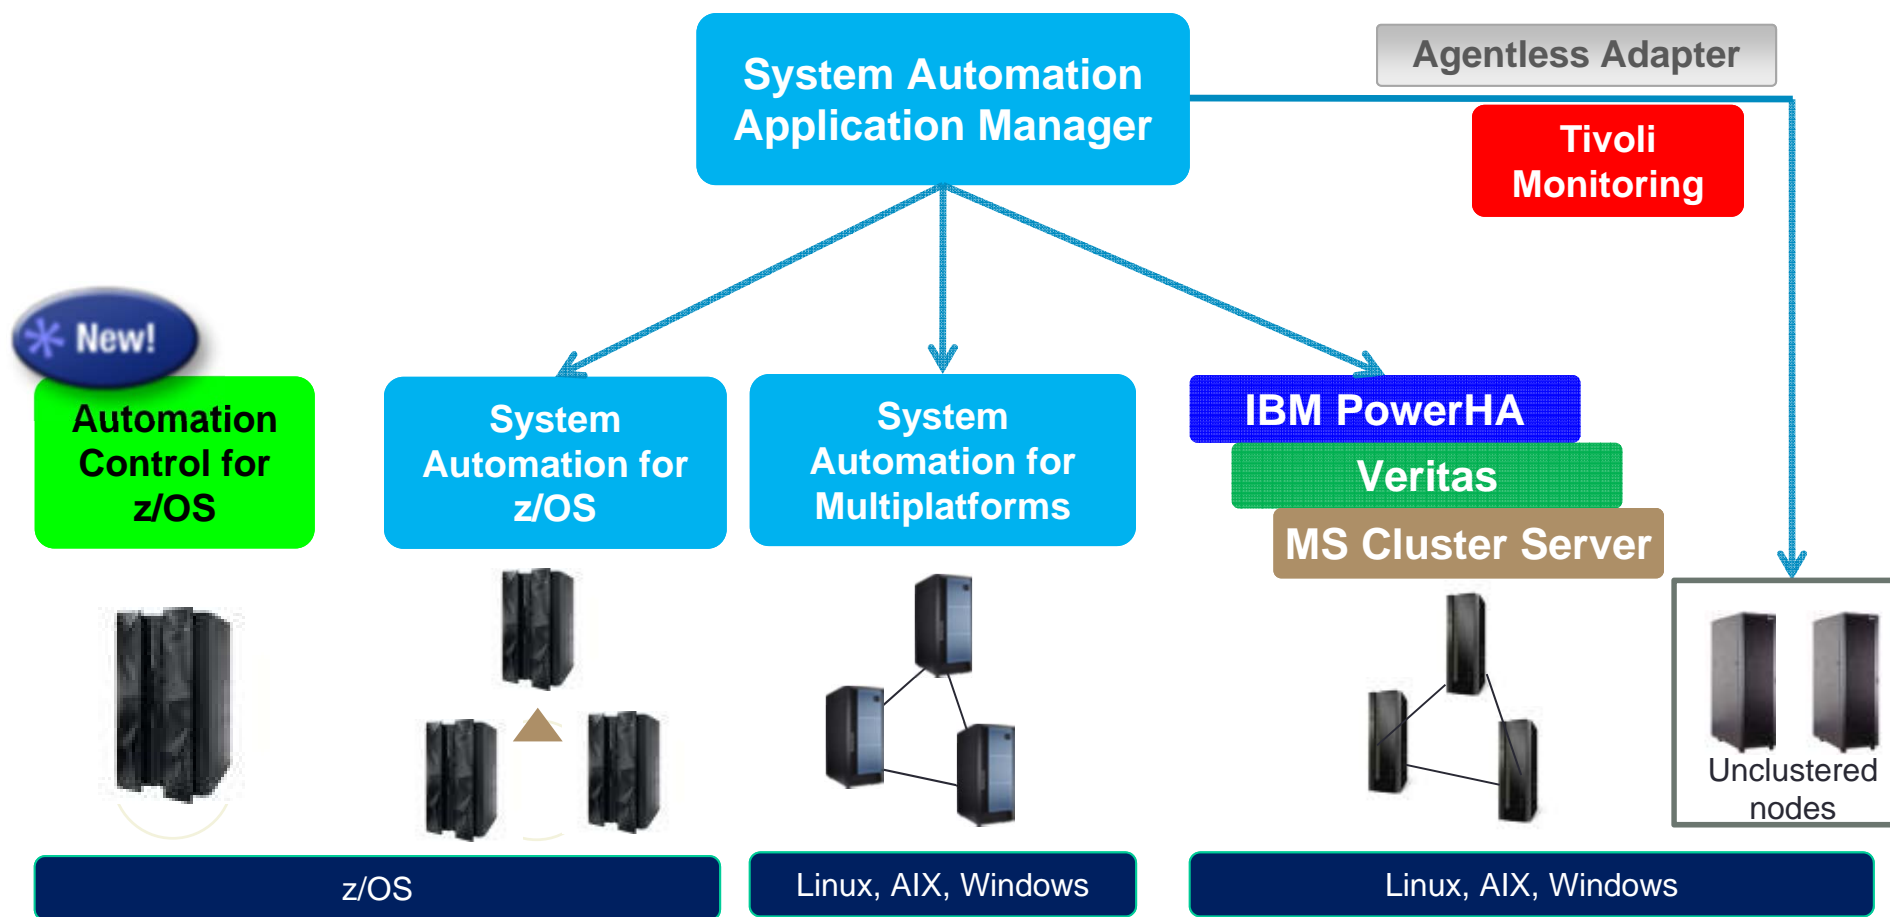 System Automation
Application Manager
Agentless Adapter
Tivoli
Monitoring
New!
Automation
Control for
z/OS
System
Automation for
z/OS
System
Automation for
Multiplatforms
IBM PowerHA
Veritas
MS Cluster Server
Unclustered
nodes
z/OS
Linux, AIX, Windows
Linux, AIX, Windows